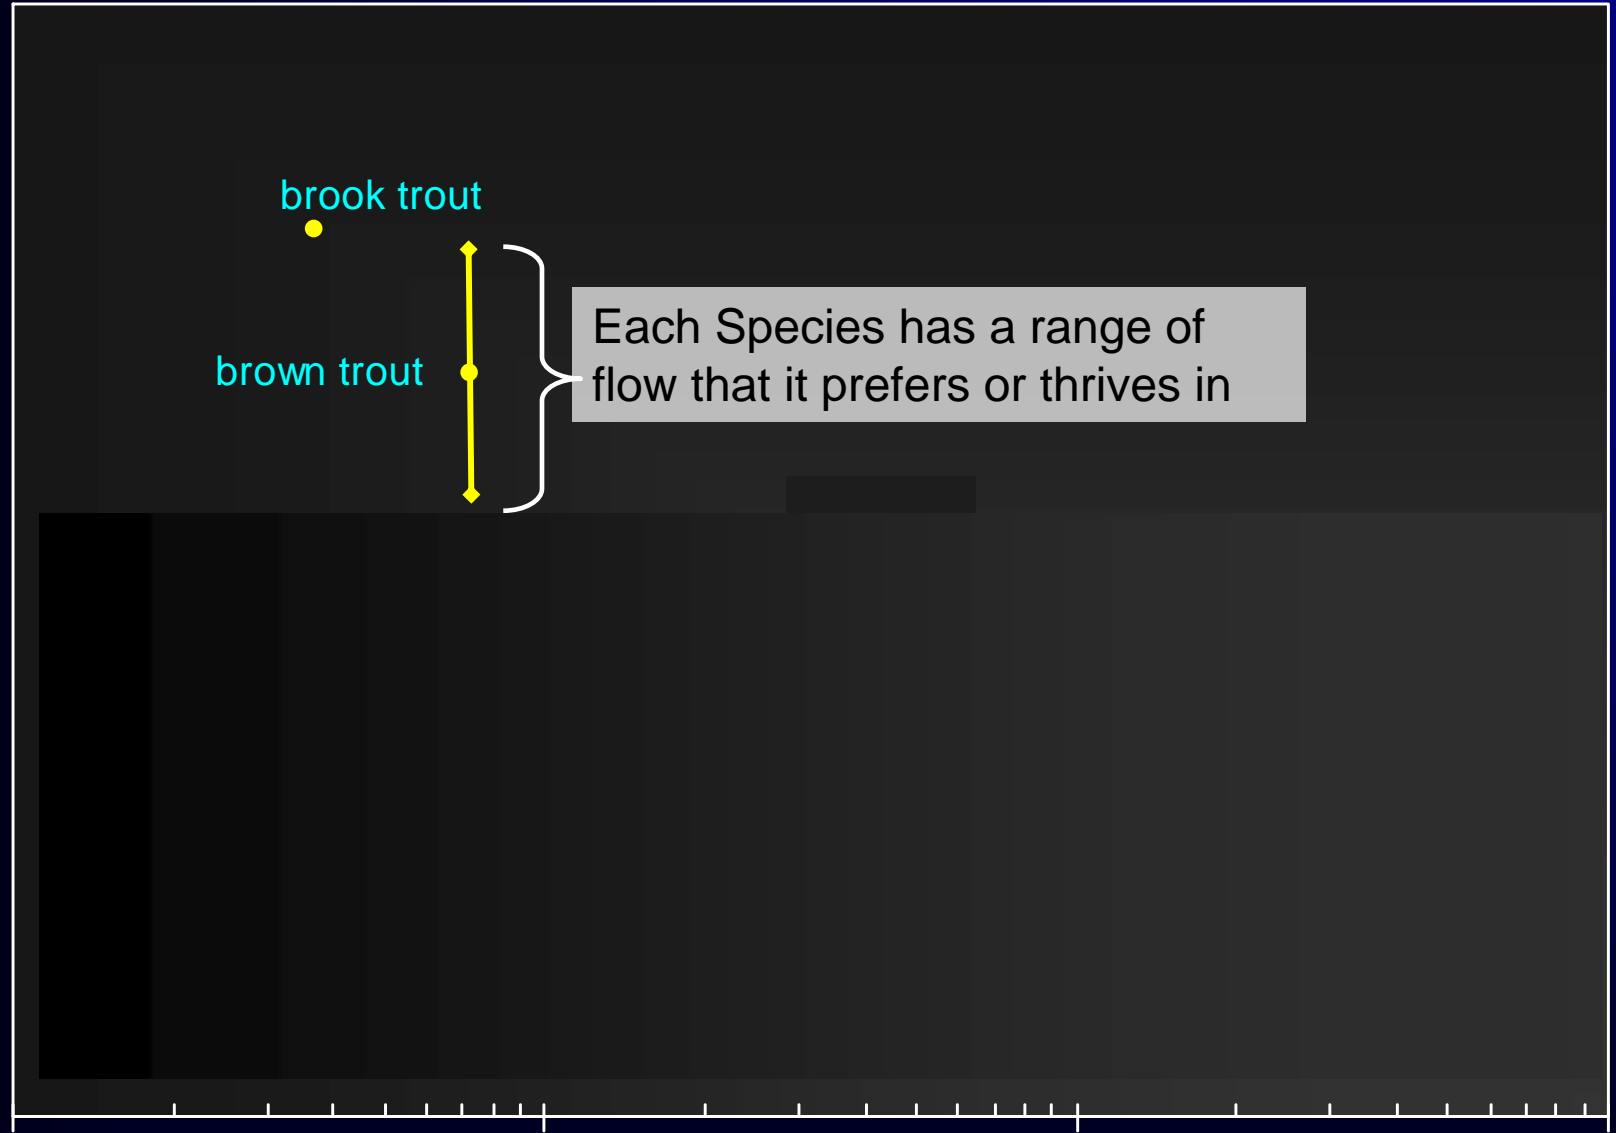 brook trout
brown trout
Each Species has a range of
flow that it prefers or thrives in